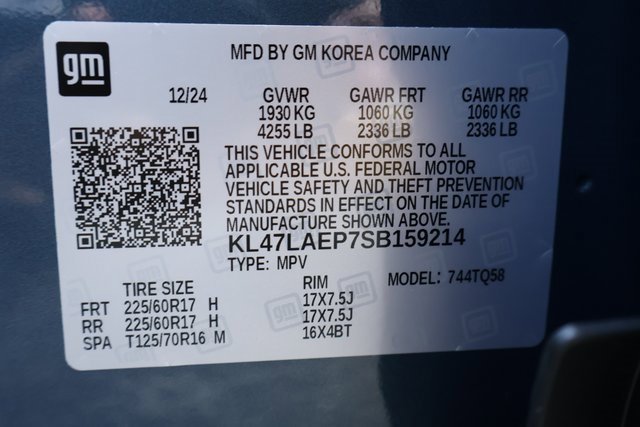 gm
MFD BY GM KOREA COMPANY
12/24 GVWR GAWR FRT GAWR RR
1930 KG 1060 KG 1060 KG
4255 LB 2336 LB 2336 LB
THIS VEHICLE CONFORMS TO ALL
APPLICABLE U.S. FEDERAL MOTOR
VEHICLE SAFETY AND THEFT PREVENTION
STANDARDS IN EFFECT ON THE DATE OF
MANUFACTURE SHOWN ABOVE.
KL47LAEP7SB159214
TYPE: MPV MODEL: 744TQ58
TIRE SIZE RIM
FRT 225/60R17 H 17X7.5J
RR 225/60R17 H 17X7.5J
SPA T125/70R16 M 16X4BT